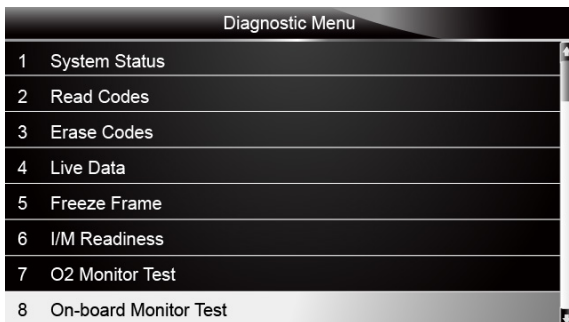 Diagnostic Menu
1 System Status
2 Read Codes
3 Erase Codes
4 Live Data
5 Freeze Frame
6 I/M Readiness
7 O2 Monitor Test
8 On-board Monitor Test